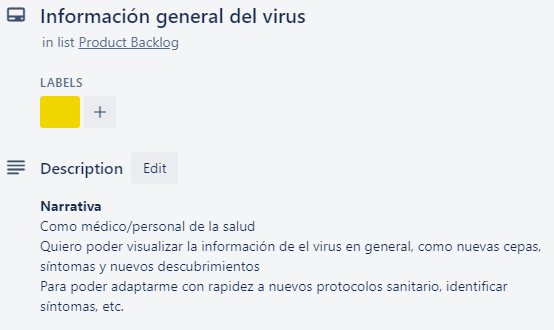 Información general del virus
in list Product Backlog
LABELS
+
Description Edit
Narrativa
Como médico/personal de la salud
Quiero poder visualizar la información de el virus en general, como nuevas cepas,
síntomas y nuevos descubrimientos
Para poder adaptarme con rapidez a nuevos protocolos sanitario, identificar
síntomas, etc.